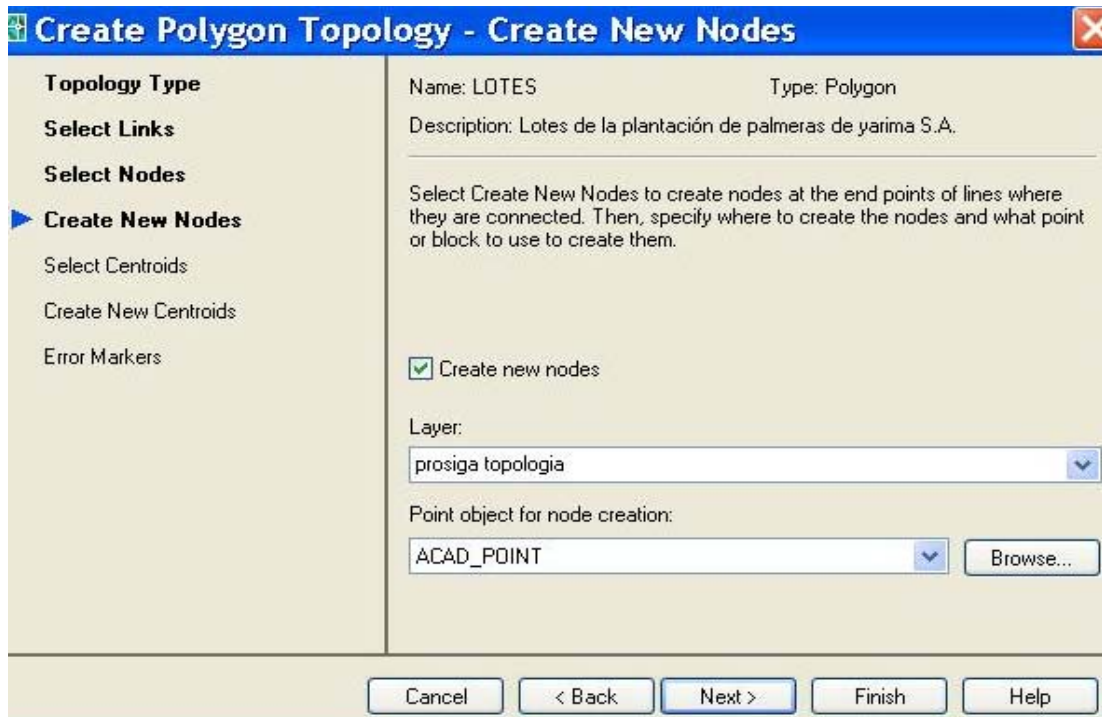 Create Polygon Topology - Create New Nodes
Topology Type
Select Links
Select Nodes
Create New Nodes
Select Centroids
Create New Centroids
Error Markers
Name: LOTES Type: Polygon
Description: Lotes de la plantación de palmeras de yarima S.A.
Select Create New Nodes to create nodes at the end points of lines where
they are connected. Then, specify where to create the nodes and what point
or block to use to create them.
Create new nodes
Layer:
prosiga topologia
Point object for node creation:
ACAD_POINT Browse...
Cancel < Back Next > Finish Help